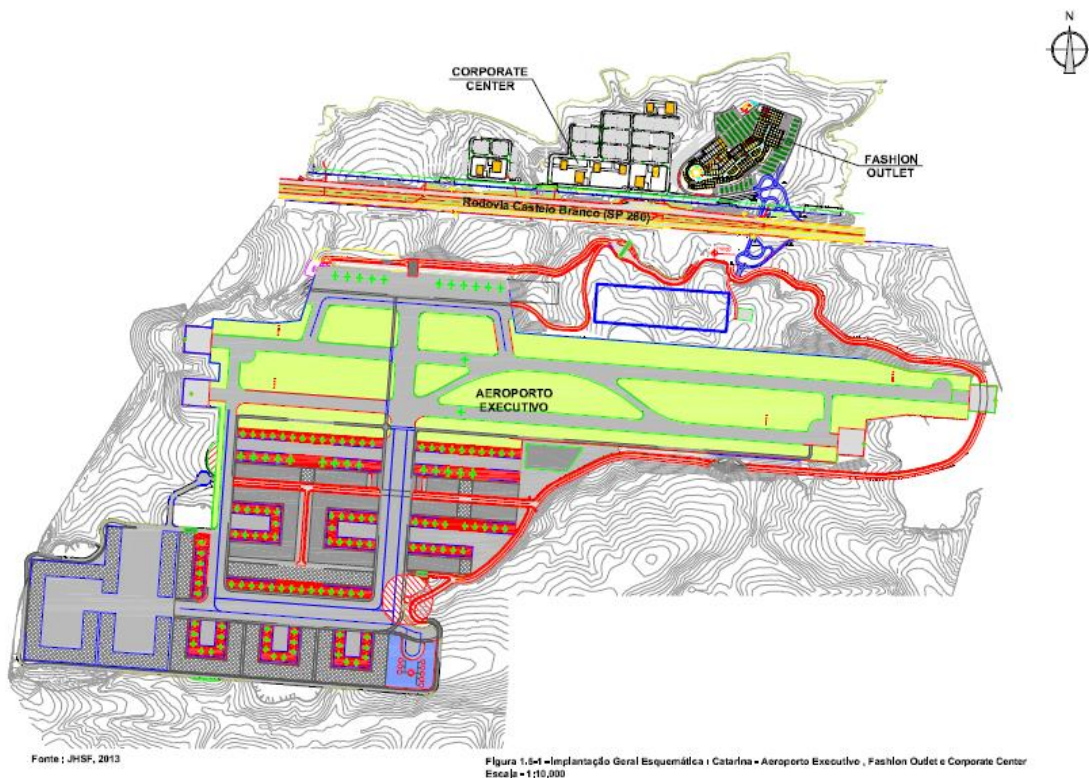 N
CORPORATE
CENTER
FASHION
OUTLET
Rodovia Castelo Branco (SP 280)
AEROPORTO
EXECUTIVO
Fonte : JHSF, 2013
Figura 1.5-1 - Implantação Geral Esquemática : Catarina - Aeroporto Executivo , Fashion Outlet e Corporate Center
Escala - 1:10.000